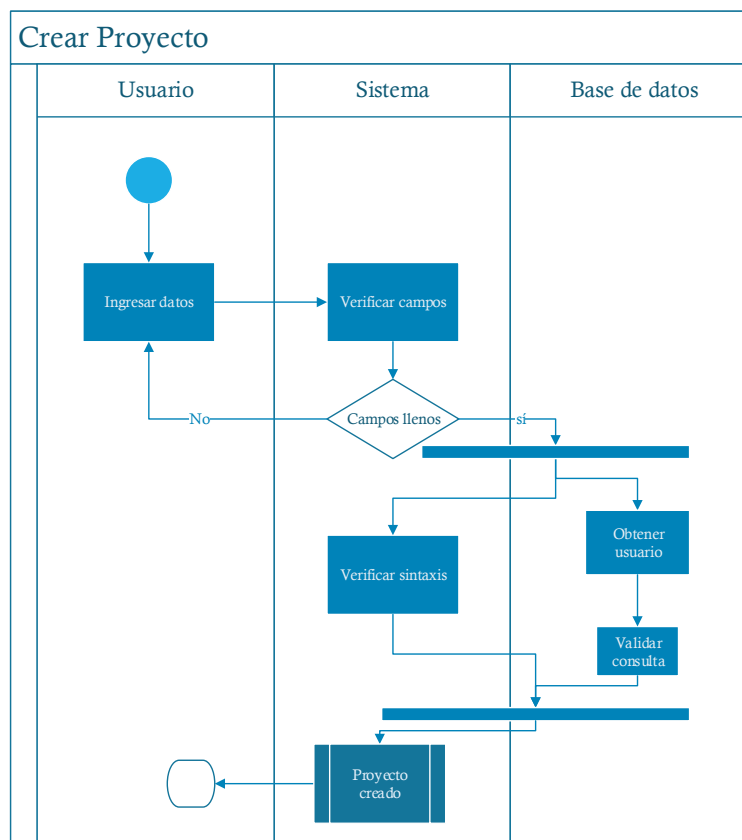 Crear Proyecto
Usuario
Sistema
Base de datos
Ingresar datos
Verificar campos
No
Campos llenos
sí
Obtener
usuario
Verificar sintaxis
Validar
consulta
Proyecto
creado